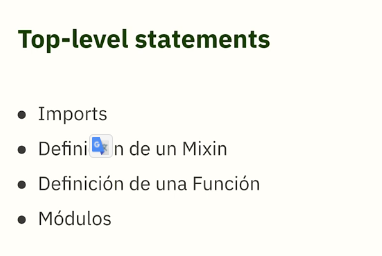 Top-level statements
Imports
Defini n de un Mixin
Definición de una Función
Módulos